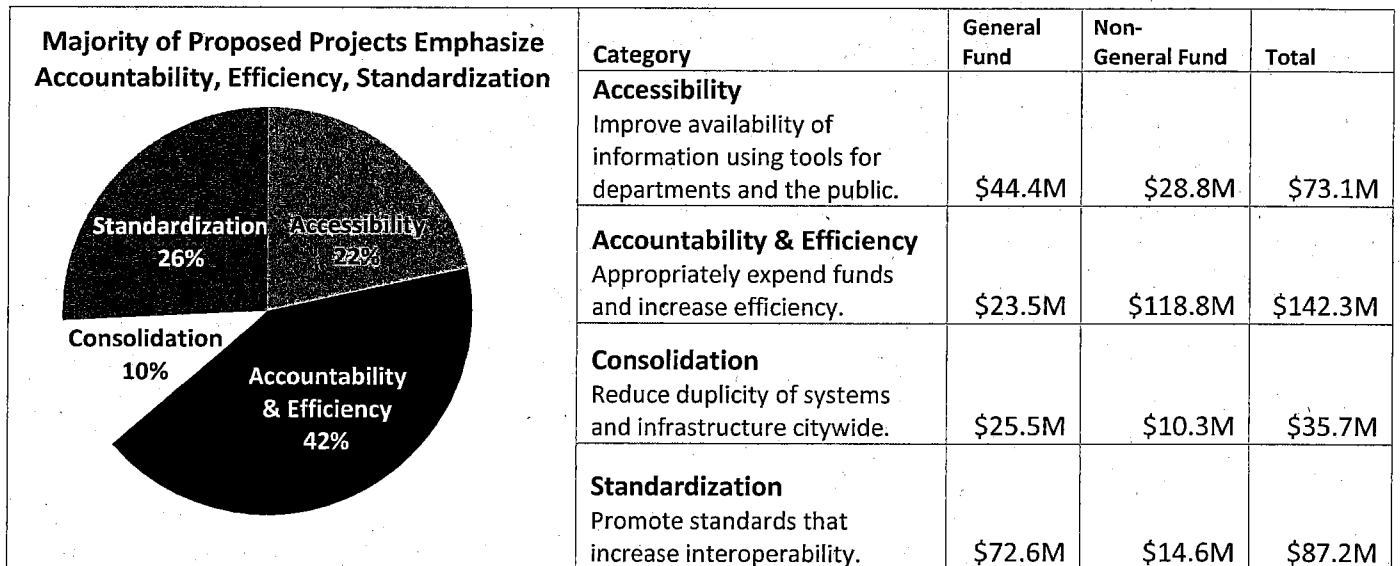 Majority of Proposed Projects Emphasize
Accountability, Efficiency, Standardization
Standardization
26%
Accessibility
22%
Consolidation
10%
Accountability
& Efficiency
42%
Category
General
Fund
Non-
General Fund
Total
Accessibility
Improve availability of
information using tools for
departments and the public.
$44.4M
$28.8M
$73.1M
Accountability & Efficiency
Appropriately expend funds
and increase efficiency.
$23.5M
$118.8M
$142.3M
Consolidation
Reduce duplicity of systems
and infrastructure citywide.
$25.5M
$10.3M
$35.7M
Standardization
Promote standards that
increase interoperability.
$72.6M
$14.6M
$87.2M